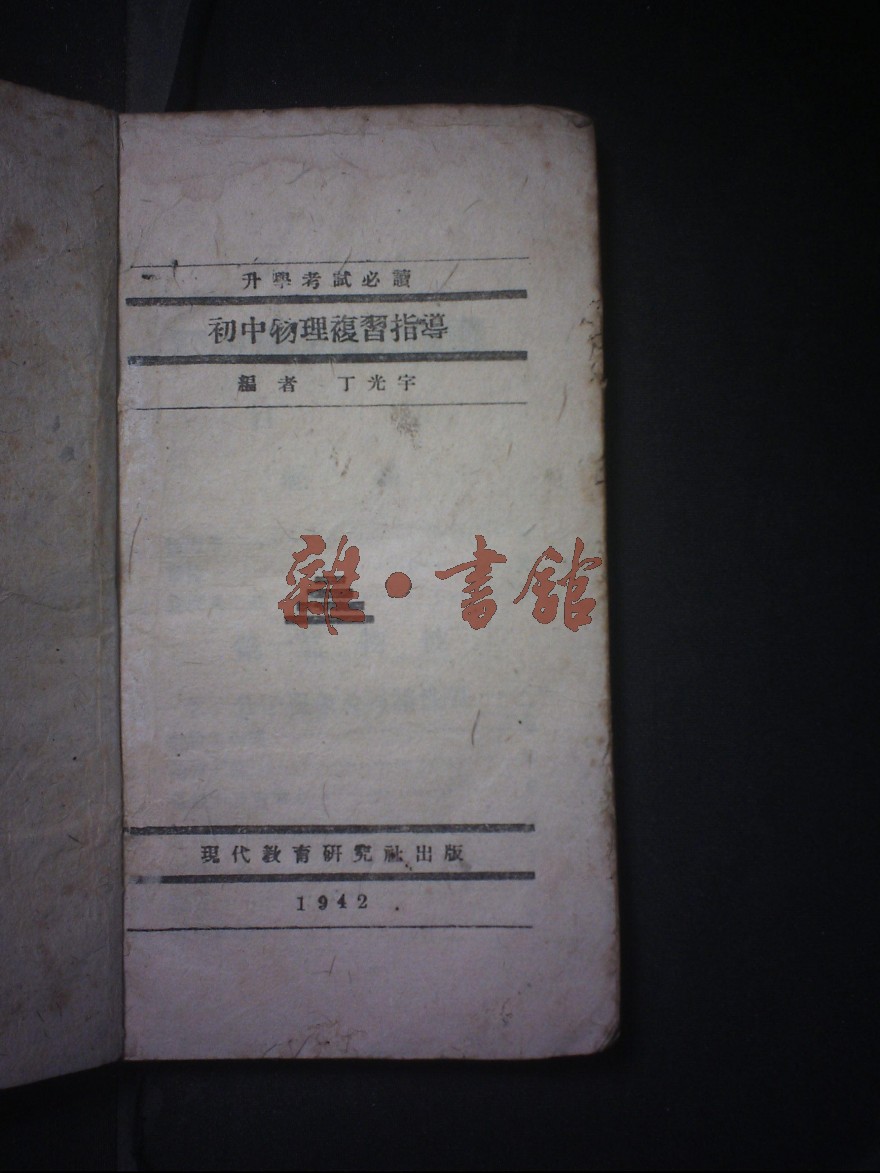 升學考試必讀
初中物理複習指導
編者 丁光宇
雜·書館
現代教育研究社出版
1942